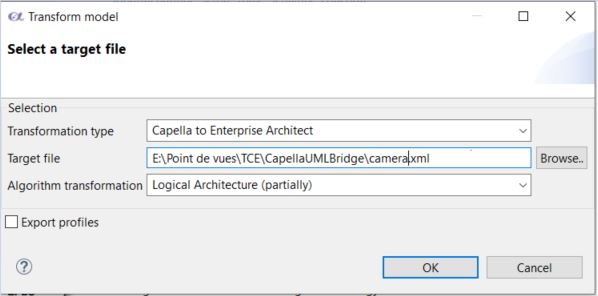 Transform model
Select a target file
Selection
Transformation type Capella to Enterprise Architect
Target file E:\Point de vues\TCE\CapellaUMLBridge\camera.xml Browse..
Algorithm transformation Logical Architecture (partially)
Export profiles
OK Cancel